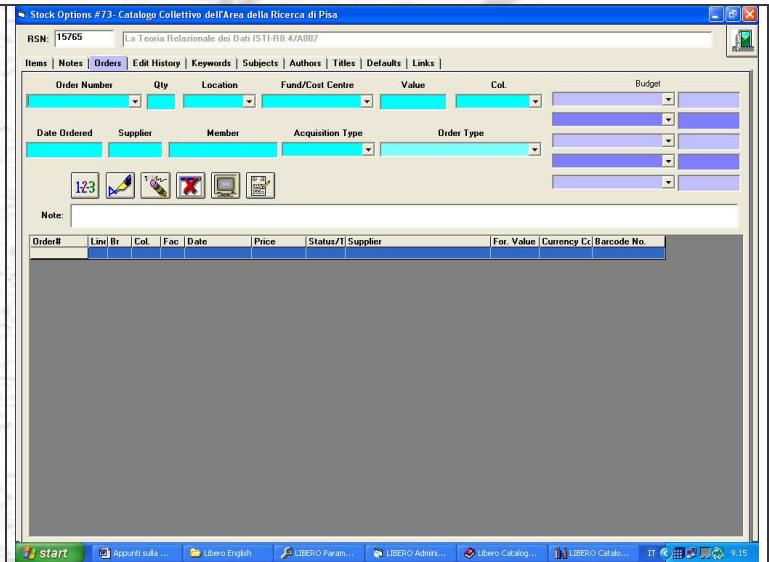 Stock Options #73- Catalogo Collettivo dell'Area della Ricerca di Pisa
RSN: 15765 La Teoria Relazionale dei Dati ISTI-R8.4/A887
Items | Notes | Orders | Edit History | Keywords | Subjects | Authors | Titles | Defaults | Links |
Order Number Qty Location Fund/Cost Centre Value Col. Budget
Date Ordered Supplier Member Acquisition Type Order Type
123
Note:
Order# Line Br Col. Fac Date Price Status/T Supplier For. Value Currency Co Barcode No.
start Appunti sulla ... Libero English LIBERO Param... LIBERO Admini... Libero Catalog... LIBERO Catalo... IT 9.15